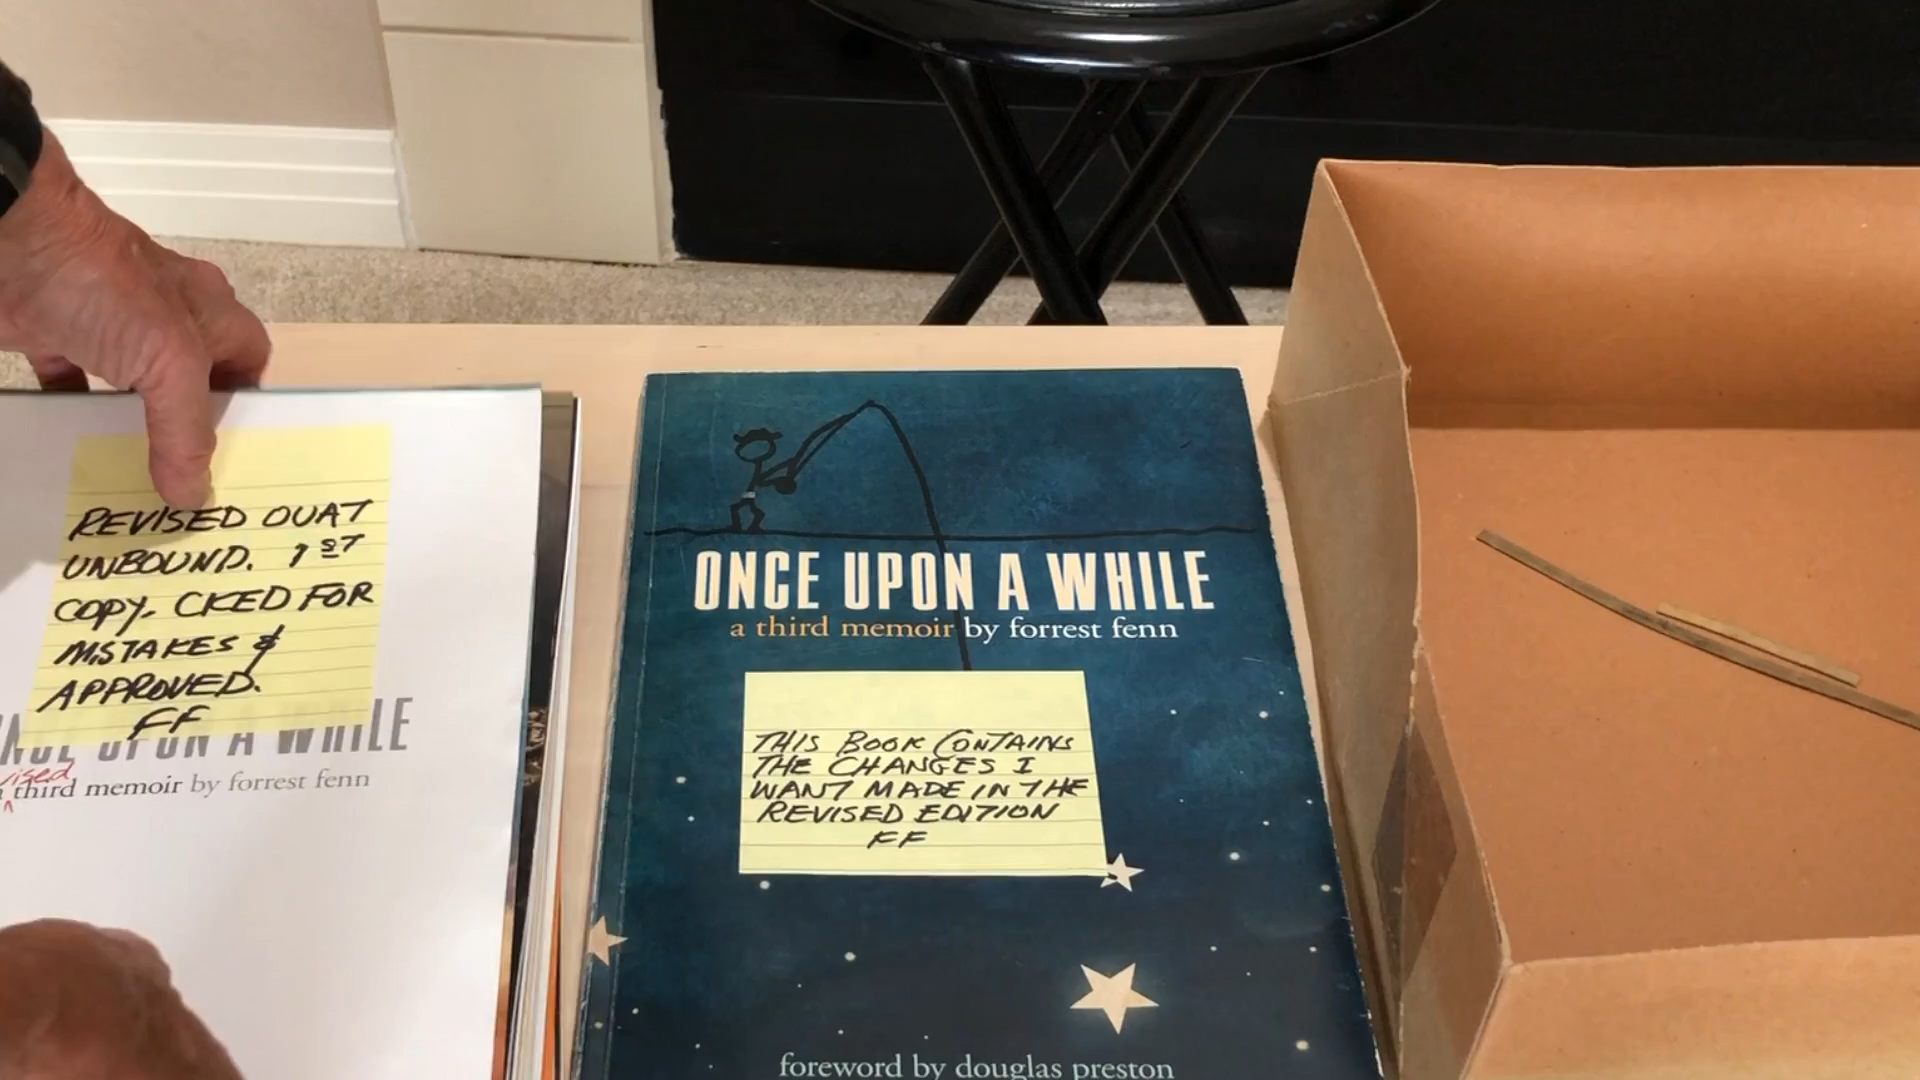 REVISED OUAT
UNBOUND. 1ST
COPY. CKED FOR
MISTAKES &
APPROVED.
FF
UPON A WHILE
third memoir by forrest fenn
ONCE UPON A WHILE
a third memoir by forrest fenn
THIS BOOK CONTAINS
THE CHANGES I
WANT MADE IN THE
REVISED EDITION
FF
foreword by douglas preston